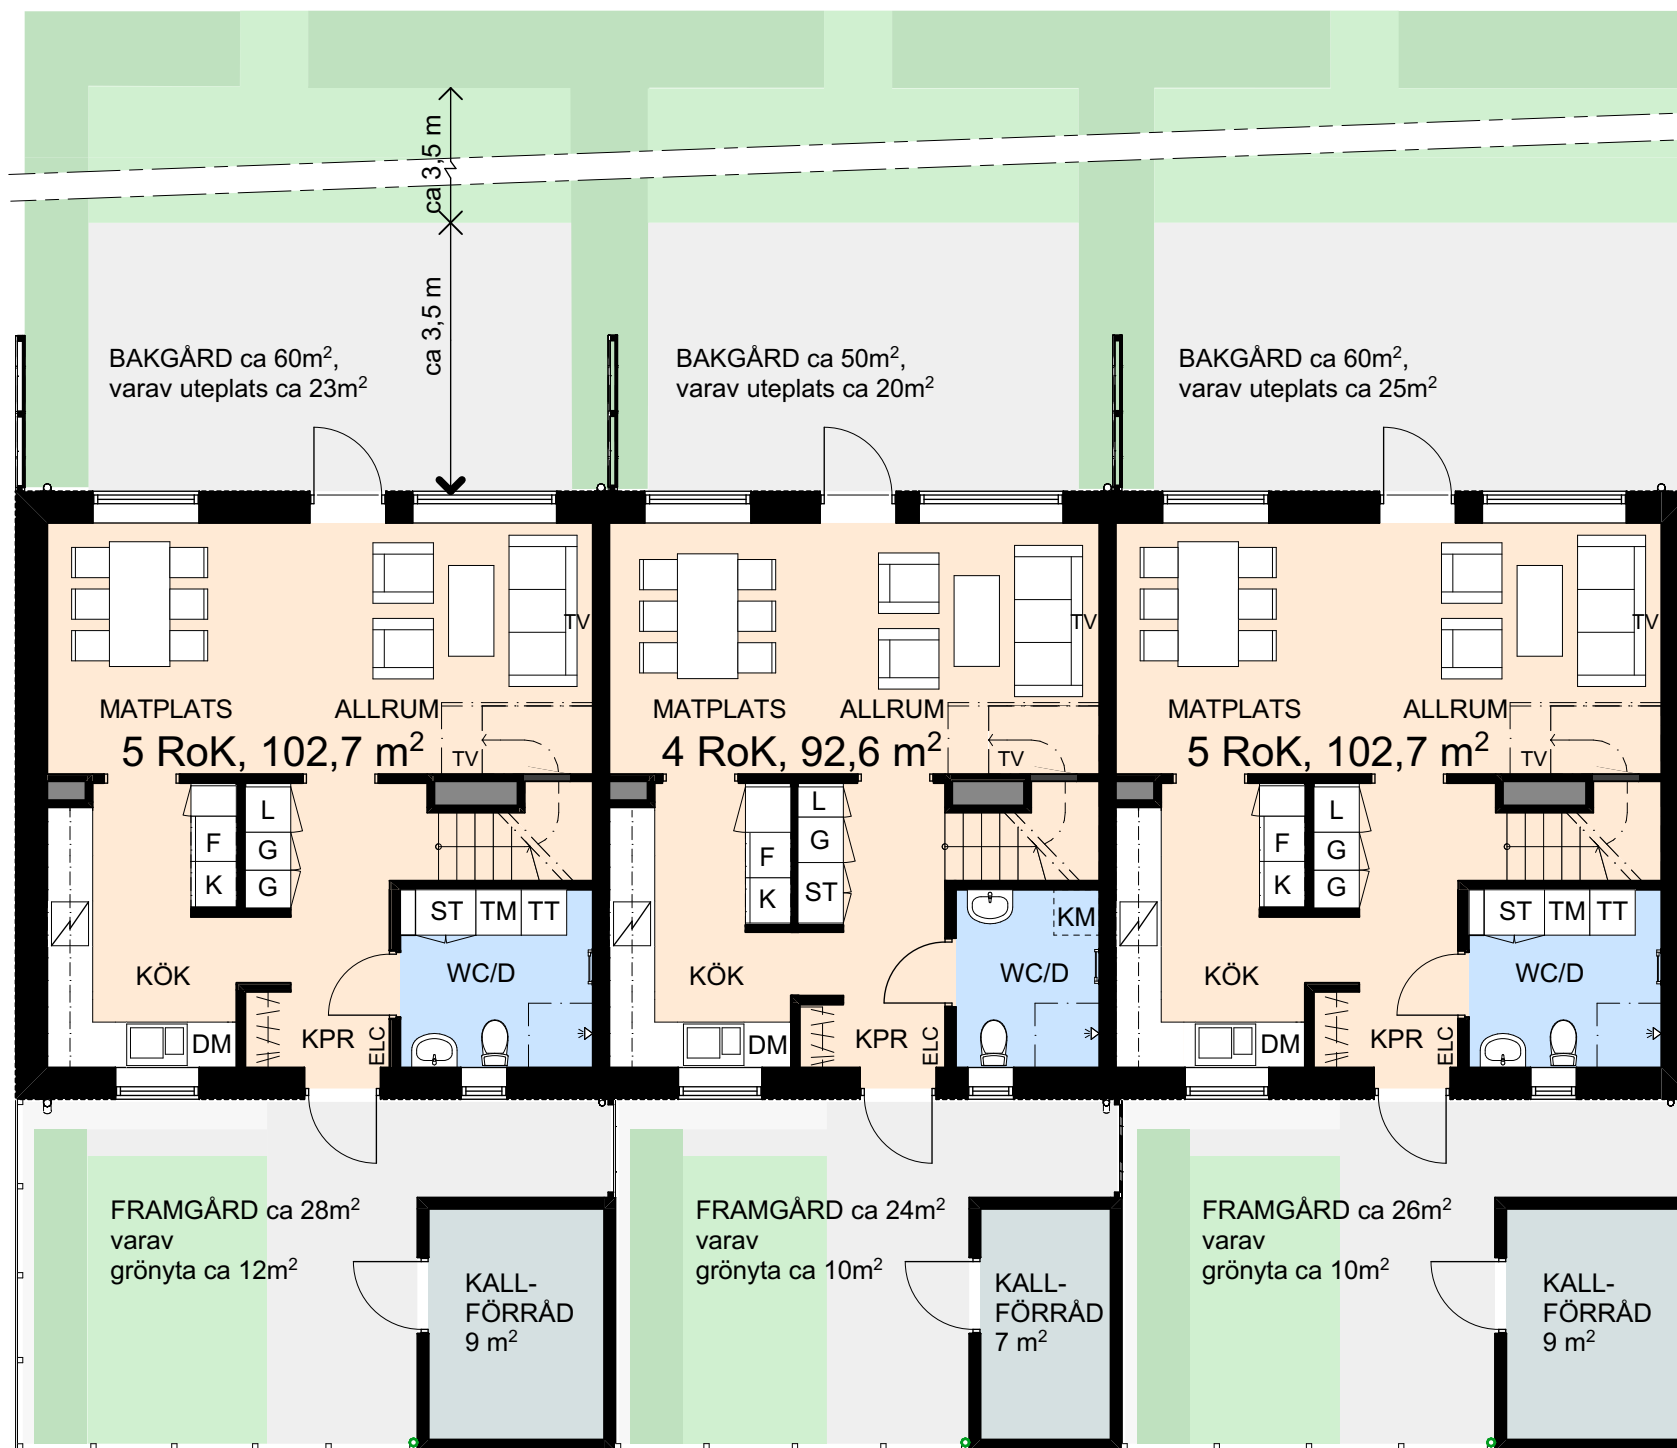 ca 3,5 m
ca 3,5 m
BAKGÅRD ca 60m²,
varav uteplats ca 23m²
BAKGÅRD ca 50m²,
varav uteplats ca 20m²
BAKGÅRD ca 60m²,
varav uteplats ca 25m²
TV
TV
TV
MATPLATS
ALLRUM
MATPLATS
ALLRUM
MATPLATS
ALLRUM
5 RoK, 102,7 m²
TV
4 RoK, 92,6 m²
TV
5 RoK, 102,7 m²
TV
F
K
L
G
G
F
K
L
G
ST
F
K
L
G
G
ST
TM
TT
KM
ST
TM
TT
KÖK
WC/D
KÖK
WC/D
KÖK
WC/D
DM
KPR
ELC
DM
KPR
ELC
DM
KPR
ELC
FRAMGÅRD ca 28m²
varav
grönyta ca 12m²
FRAMGÅRD ca 24m²
varav
grönyta ca 10m²
FRAMGÅRD ca 26m²
varav
grönyta ca 10m²
KALL-
FÖRRÅD
9 m²
KALL-
FÖRRÅD
7 m²
KALL-
FÖRRÅD
9 m²